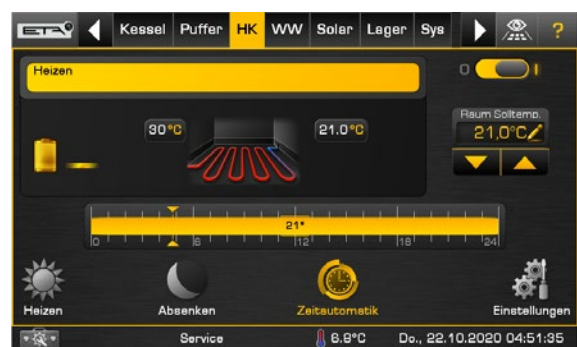 ETA Kessel Puffer HK WW Solar Lager Sys ?
Heizen
0 I
30°C 21.0°C
Raum Solltemp.
21,0°C
21°
0 6 12 18 24
Heizen Absenken Zeitautomatik Einstellungen
Service 6.8°C Do., 22.10.2020 04:51:35